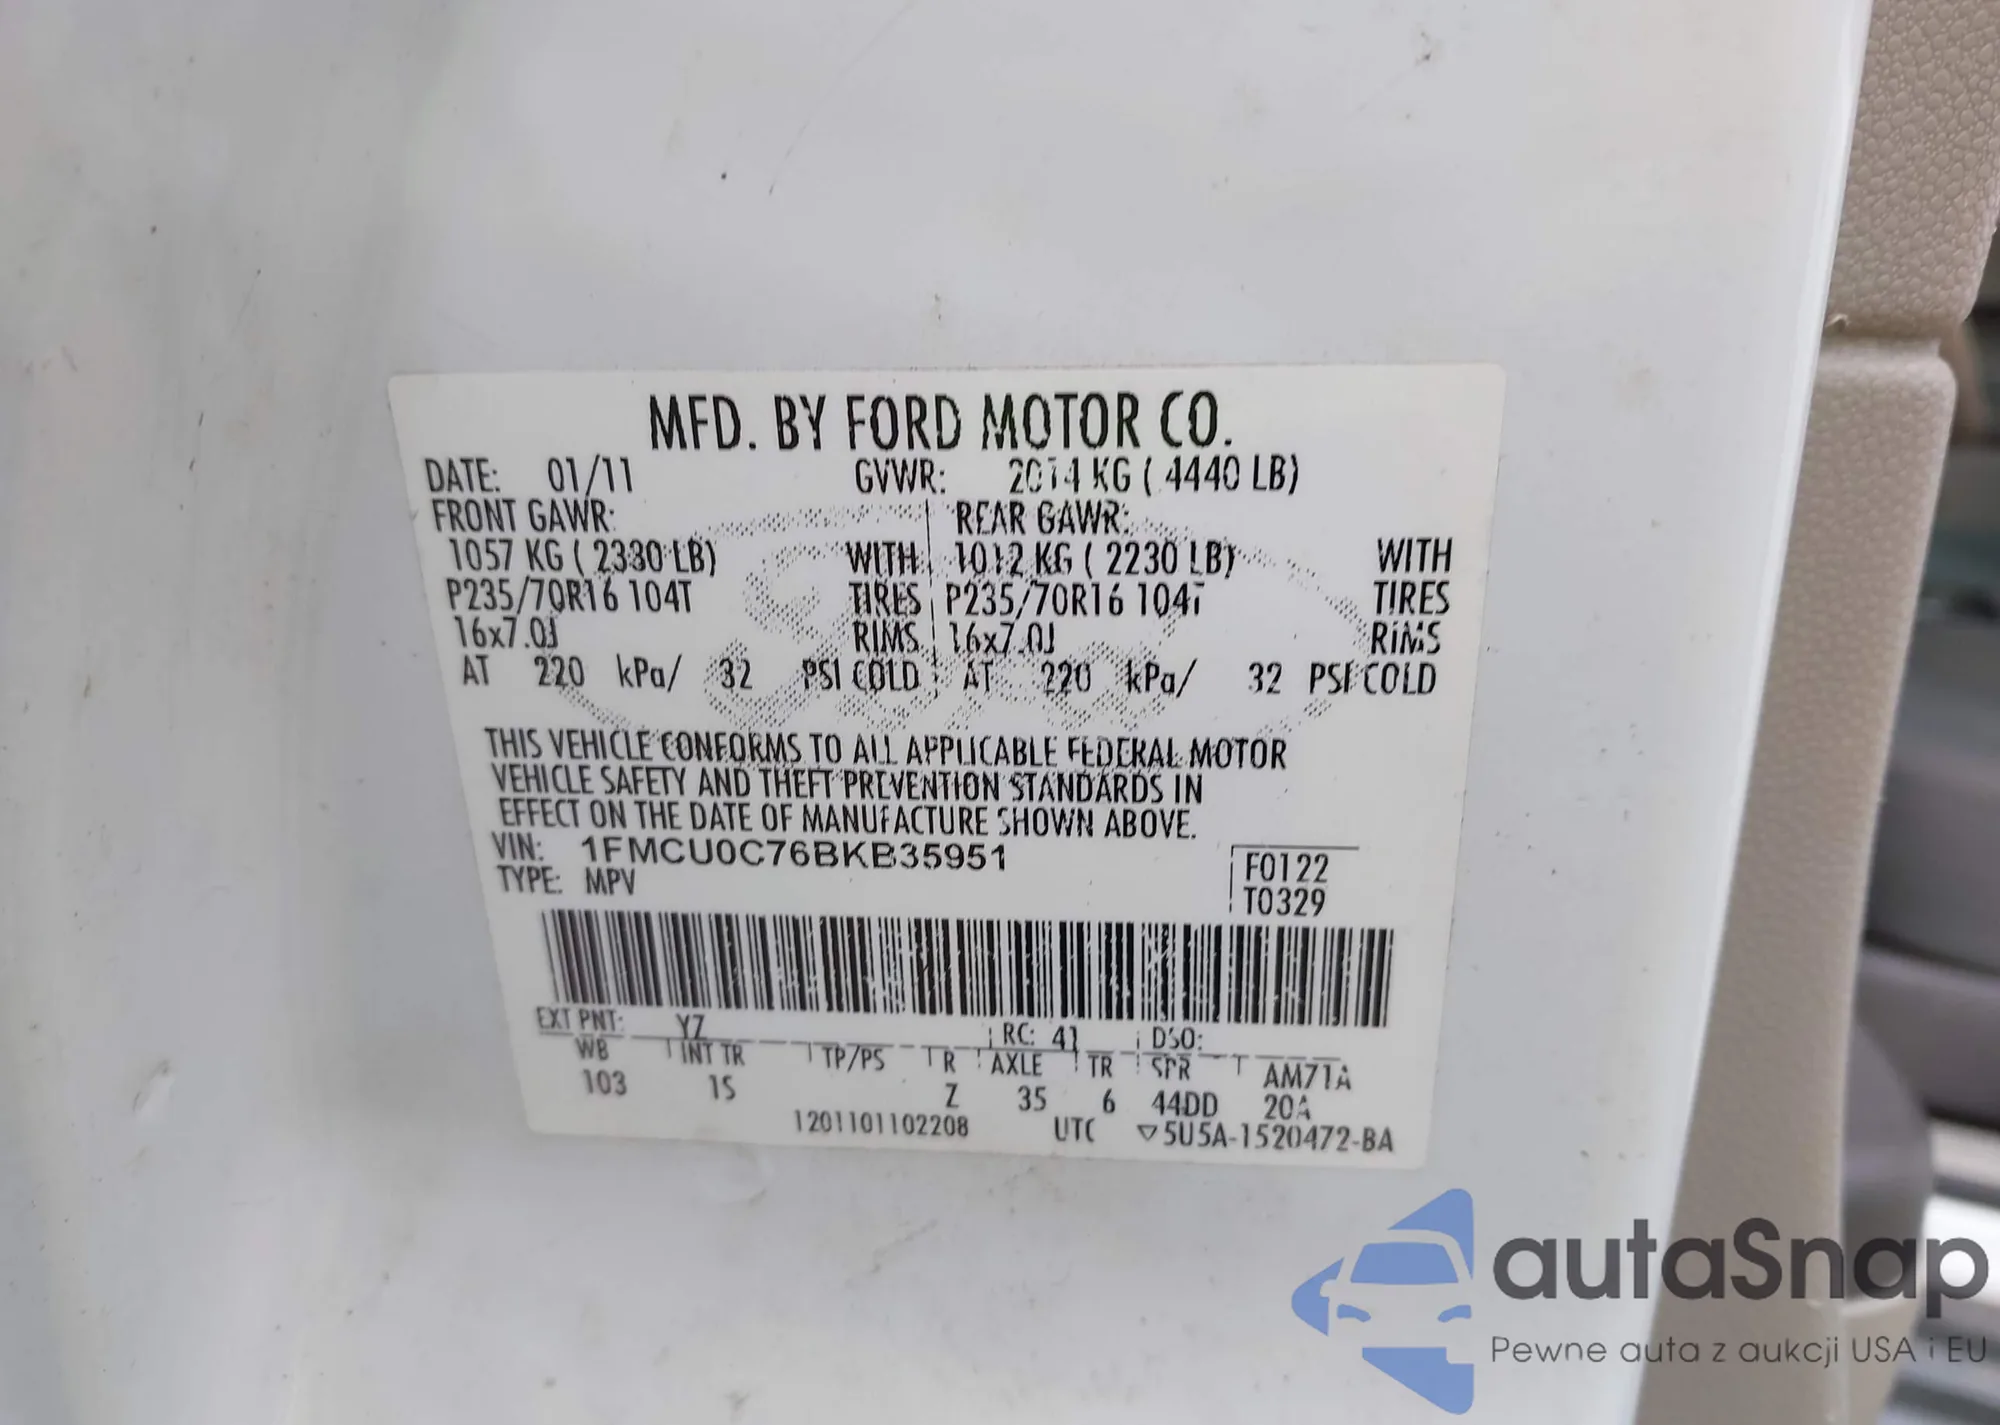 MFD. BY FORD MOTOR CO.
DATE: 01/11 GVWR: 2014 KG ( 4440 LB)
FRONT GAWR: REAR GAWR:
1057 KG ( 2330 LB) WITH 1012 KG ( 2230 LB) WITH
P235/70R16 104T TIRES P235/70R16 104T TIRES
16x7.0J RIMS 16x7.0J RIMS
AT 220 kPa/ 32 PSI COLD AT 220 kPa/ 32 PSI COLD
THIS VEHICLE CONFORMS TO ALL APPLICABLE FEDERAL MOTOR
VEHICLE SAFETY AND THEFT PREVENTION STANDARDS IN
EFFECT ON THE DATE OF MANUFACTURE SHOWN ABOVE.
VIN: 1FMCU0C76BKB35951
TYPE: MPV
F0122
T0329
EXT PNT: YZ RC: 41 DSO:
WB INT TR TP/PS R AXLE TR SPR AM71A
103 1S Z 35 6 44DD 20A
1201101102208 UTC ▽5U5A-1520472-BA
autaSnap
Pewne auta z aukcji USA i EU